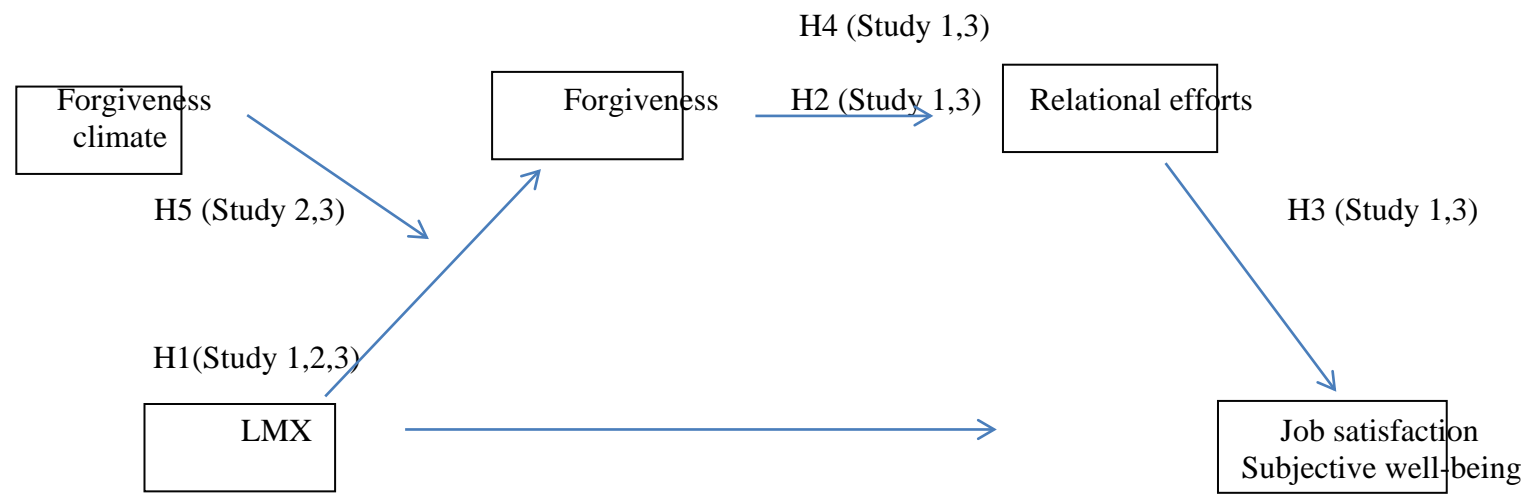 H4 (Study 1,3)
Forgiveness
climate
Forgiveness
H2 (Study 1,3)
Relational efforts
H5 (Study 2,3)
H3 (Study 1,3)
H1(Study 1,2,3)
LMX
Job satisfaction
Subjective well-being